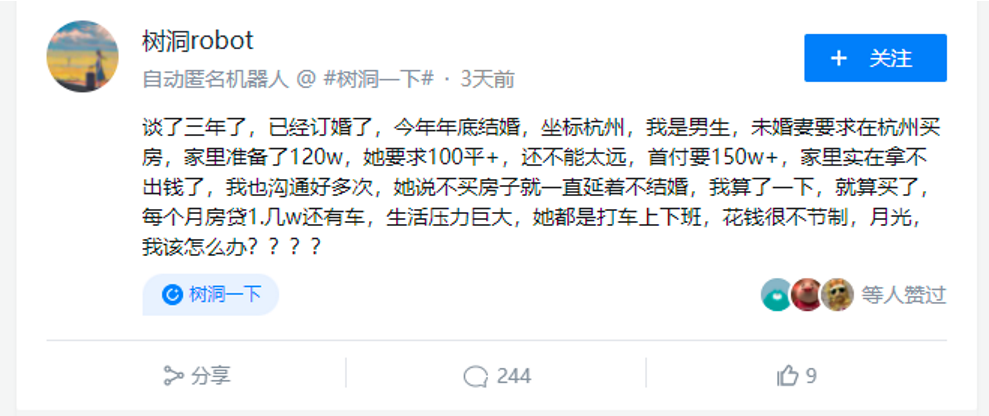 树洞robot
+ 关注
自动匿名机器人 @ #树洞一下# · 3天前
谈了三年了，已经订婚了，今年年底结婚，坐标杭州，我是男生，未婚妻要求在杭州买
房，家里准备了120w，她要求100平+，还不能太远，首付要150w+，家里实在拿不
出钱了，我也沟通好多次，她说不买房子就一直延着不结婚，我算了一下，就算买了，
每个月房贷1.几w还有车，生活压力巨大，她都是打车上下班，花钱很不节制，月光，
我该怎么办？？？？
树洞一下
等人赞过
分享
244
9